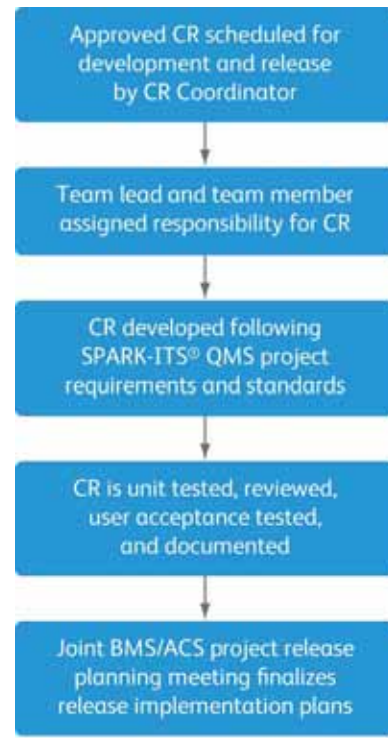 Approved CR scheduled for
development and release
by CR Coordinator
Team lead and team member
assigned responsibility for CR
CR developed following
SPARK-ITS® QMS project
requirements and standards
CR is unit tested, reviewed,
user acceptance tested,
and documented
Joint BMS/ACS project release
planning meeting finalizes
release implementation plans